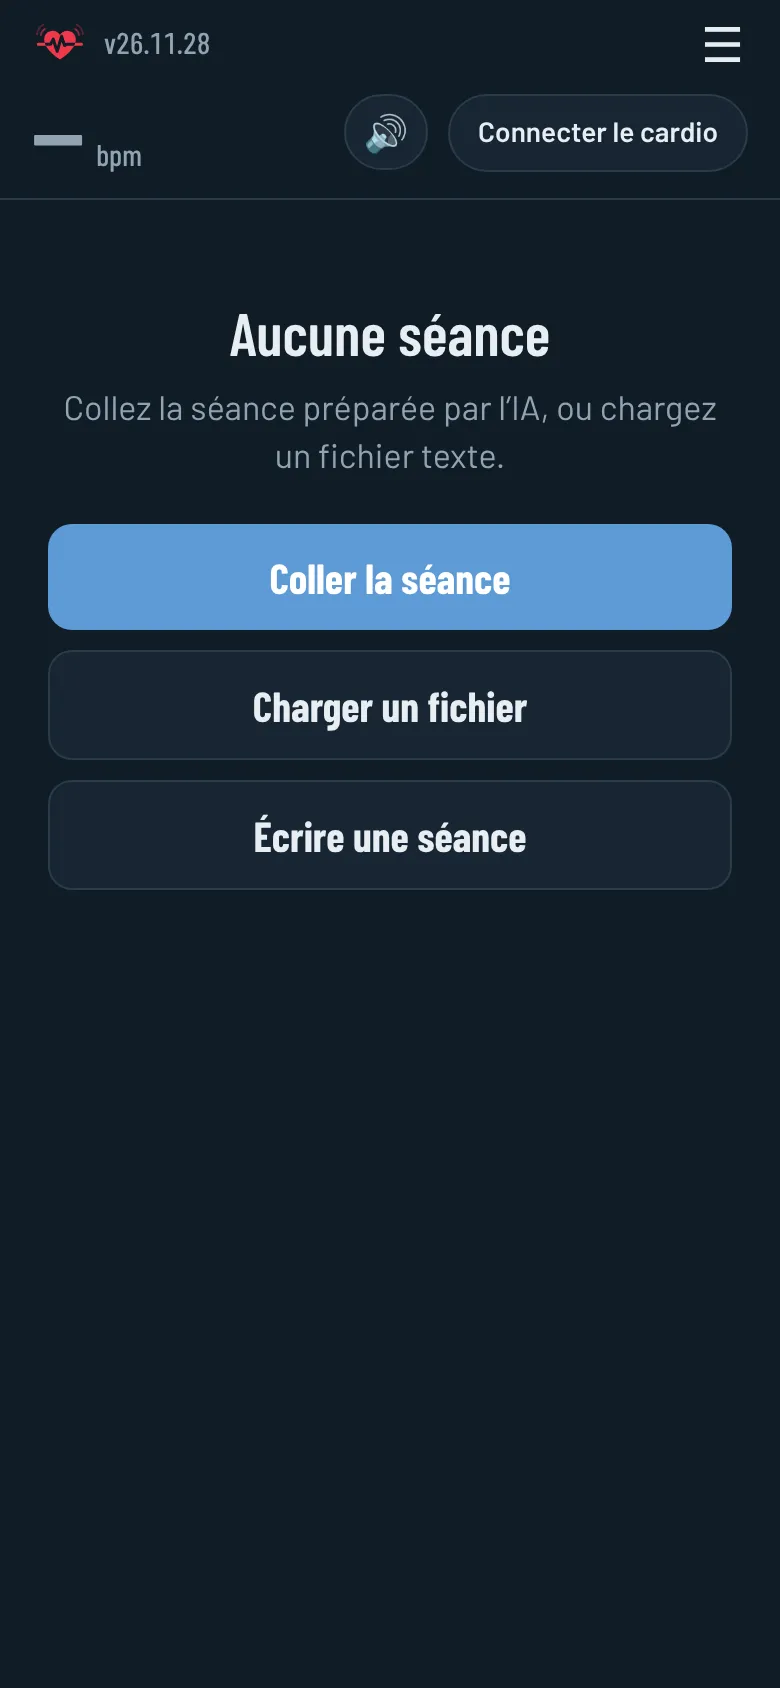 v26.11.28
— bpm
Connecter le cardio
Aucune séance
Collez la séance préparée par l’IA, ou chargez
un fichier texte.
Coller la séance
Charger un fichier
Écrire une séance